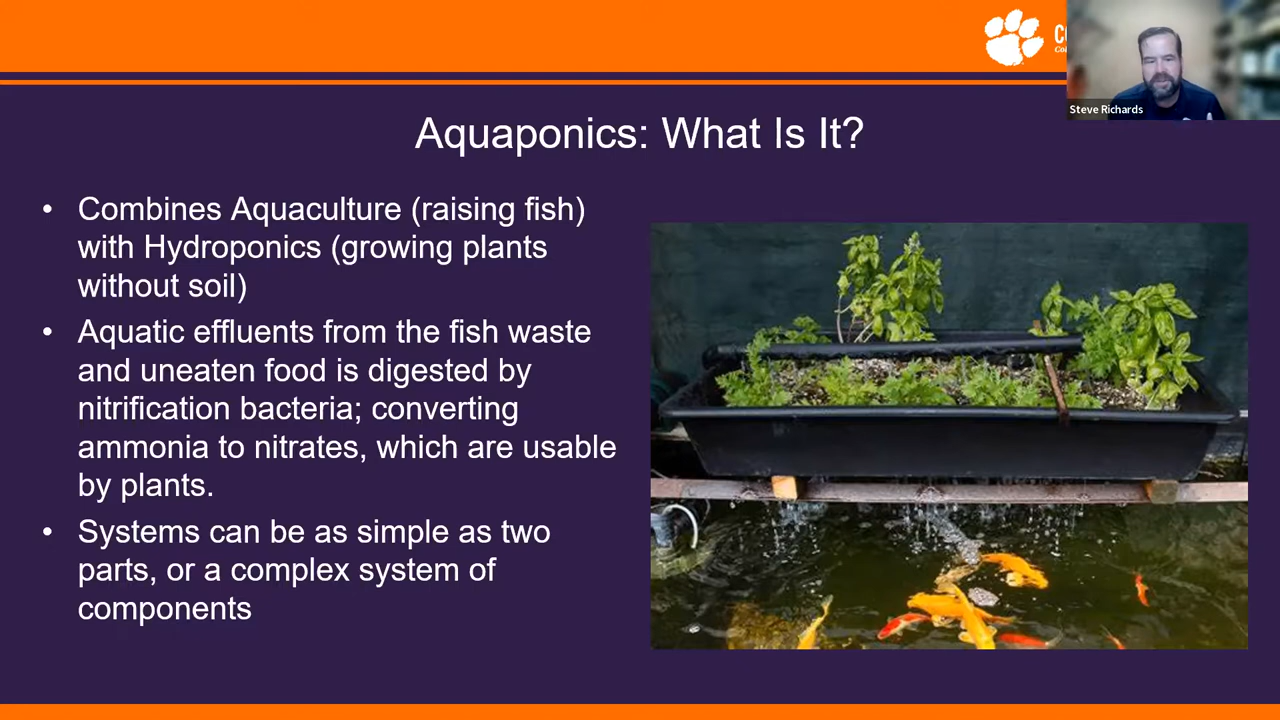 Steve Richards
Aquaponics: What Is It?
• Combines Aquaculture (raising fish)
with Hydroponics (growing plants
without soil)
• Aquatic effluents from the fish waste
and uneaten food is digested by
nitrification bacteria; converting
ammonia to nitrates, which are usable
by plants.
• Systems can be as simple as two
parts, or a complex system of
components